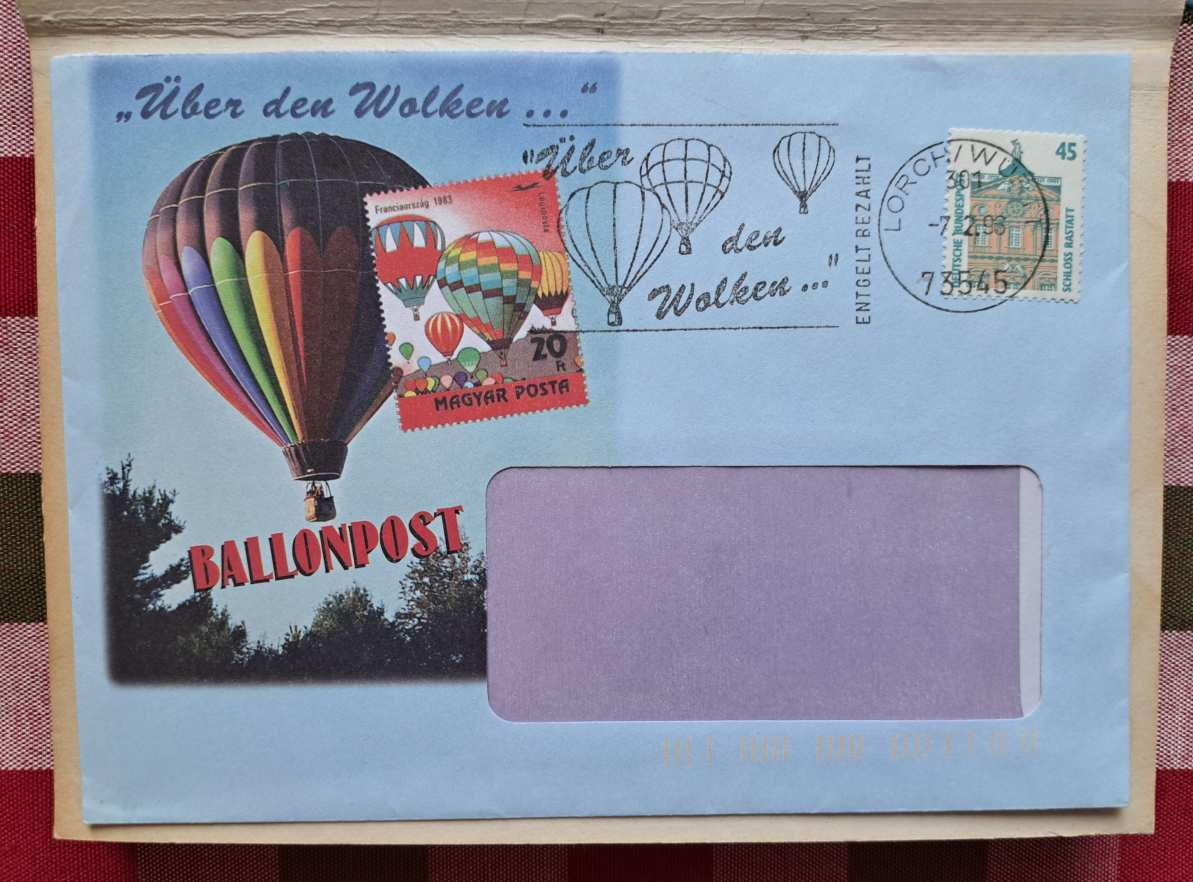 „Über den Wolken ..."
"Über
den
Wolken ..."
ENTGELT BEZAHLT
LORCH/WÜ
301
73545
45
DEUTSCHE BUNDESPOST
SCHLOSS RASTATT
Franciaország 1983
20
Ft
MAGYAR POSTA
BALLONPOST